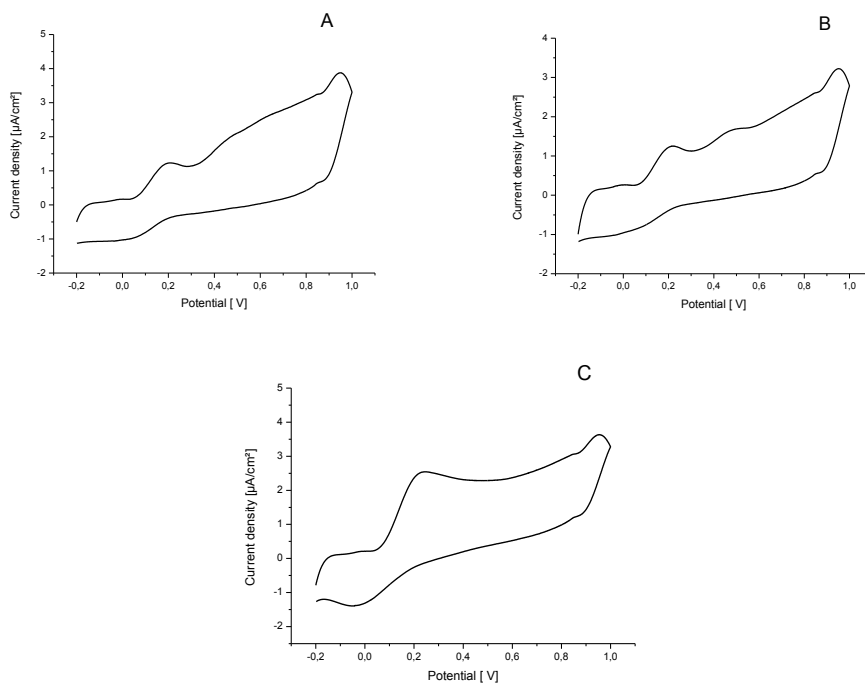 A
Current density [µA/cm²]
5
4
3
2
1
0
-1
-2
-0,2 0,0 0,2 0,4 0,6 0,8 1,0
Potential [ V]
B
Current density [µA/cm²]
4
3
2
1
0
-1
-2
-0,2 0,0 0,2 0,4 0,6 0,8 1,0
Potential [ V]
C
Current density [µA/cm²]
5
4
3
2
1
0
-1
-2
-0,2 0,0 0,2 0,4 0,6 0,8 1,0
Potential [ V]